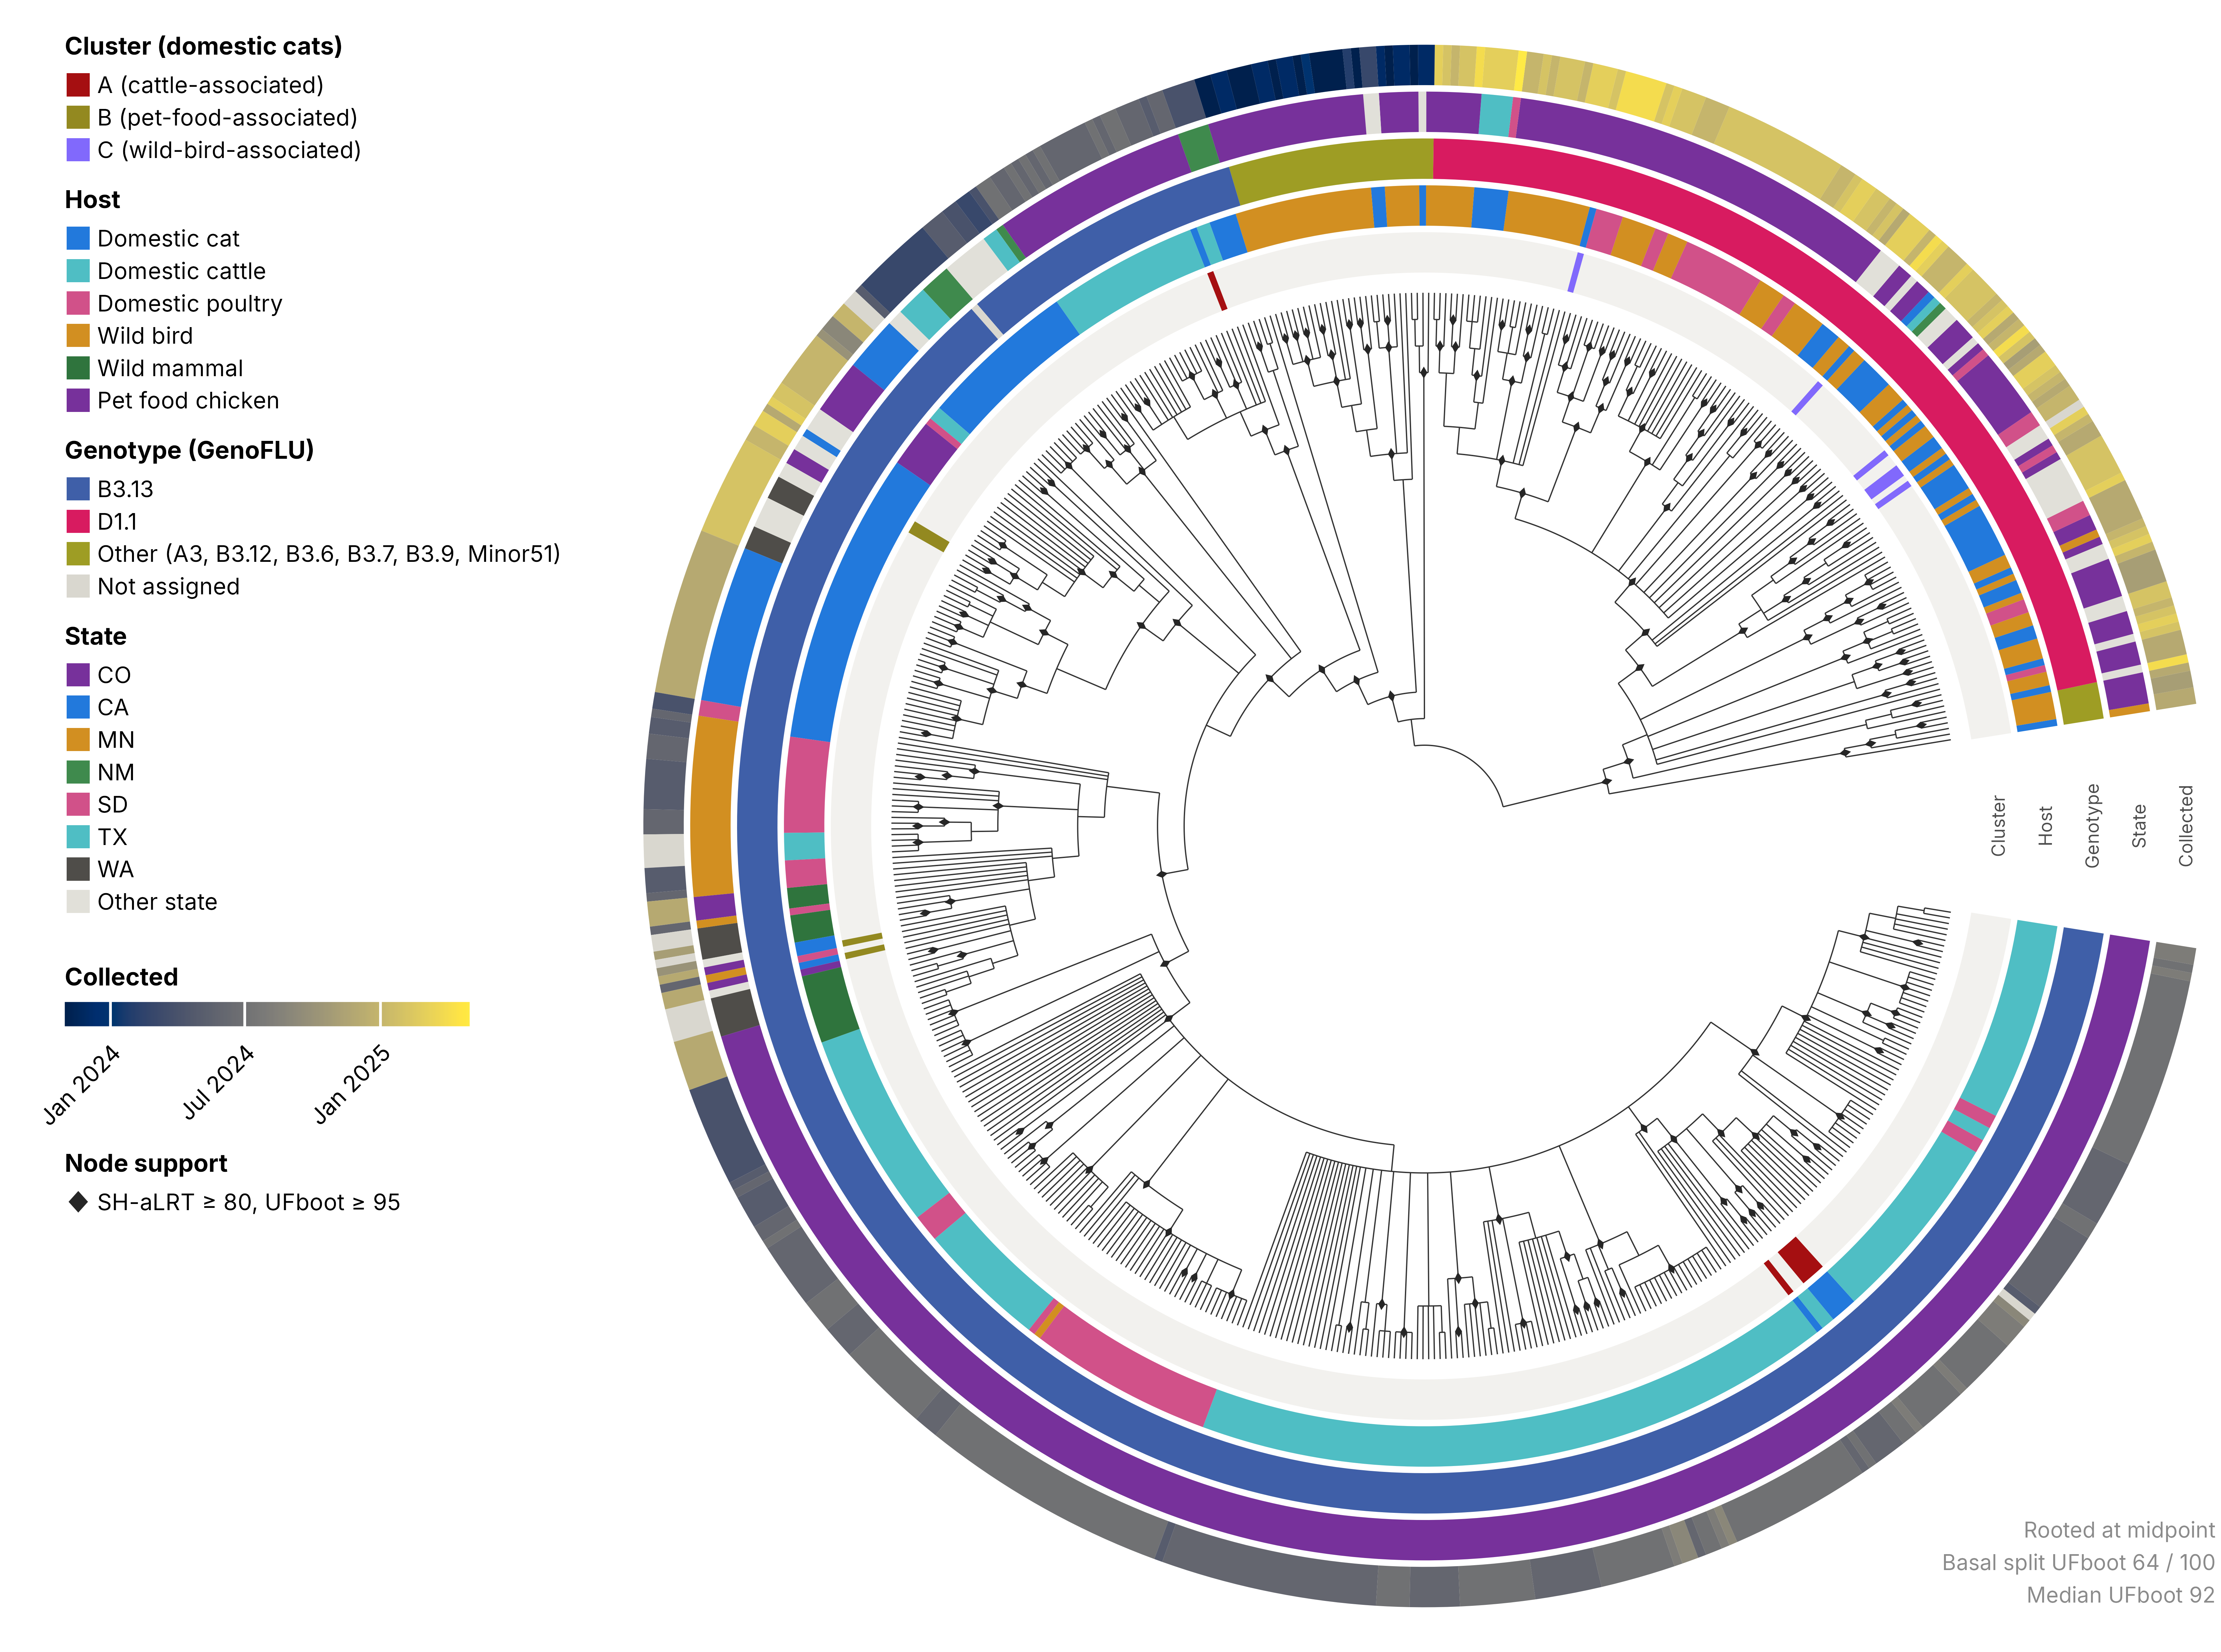 Cluster (domestic cats)
A (cattle-associated)
B (pet-food-associated)
C (wild-bird-associated)
Host
Domestic cat
Domestic cattle
Domestic poultry
Wild bird
Wild mammal
Pet food chicken
Genotype (GenoFLU)
B3.13
D1.1
Other (A3, B3.12, B3.6, B3.7, B3.9, Minor51)
Not assigned
State
CO
CA
MN
NM
SD
TX
WA
Other state
Collected
Jan 2024
Jul 2024
Jan 2025
Node support
SH-aLRT ≥ 80, UFboot ≥ 95
Cluster
Host
Genotype
State
Collected
Rooted at midpoint
Basal split UFboot 64 / 100
Median UFboot 92